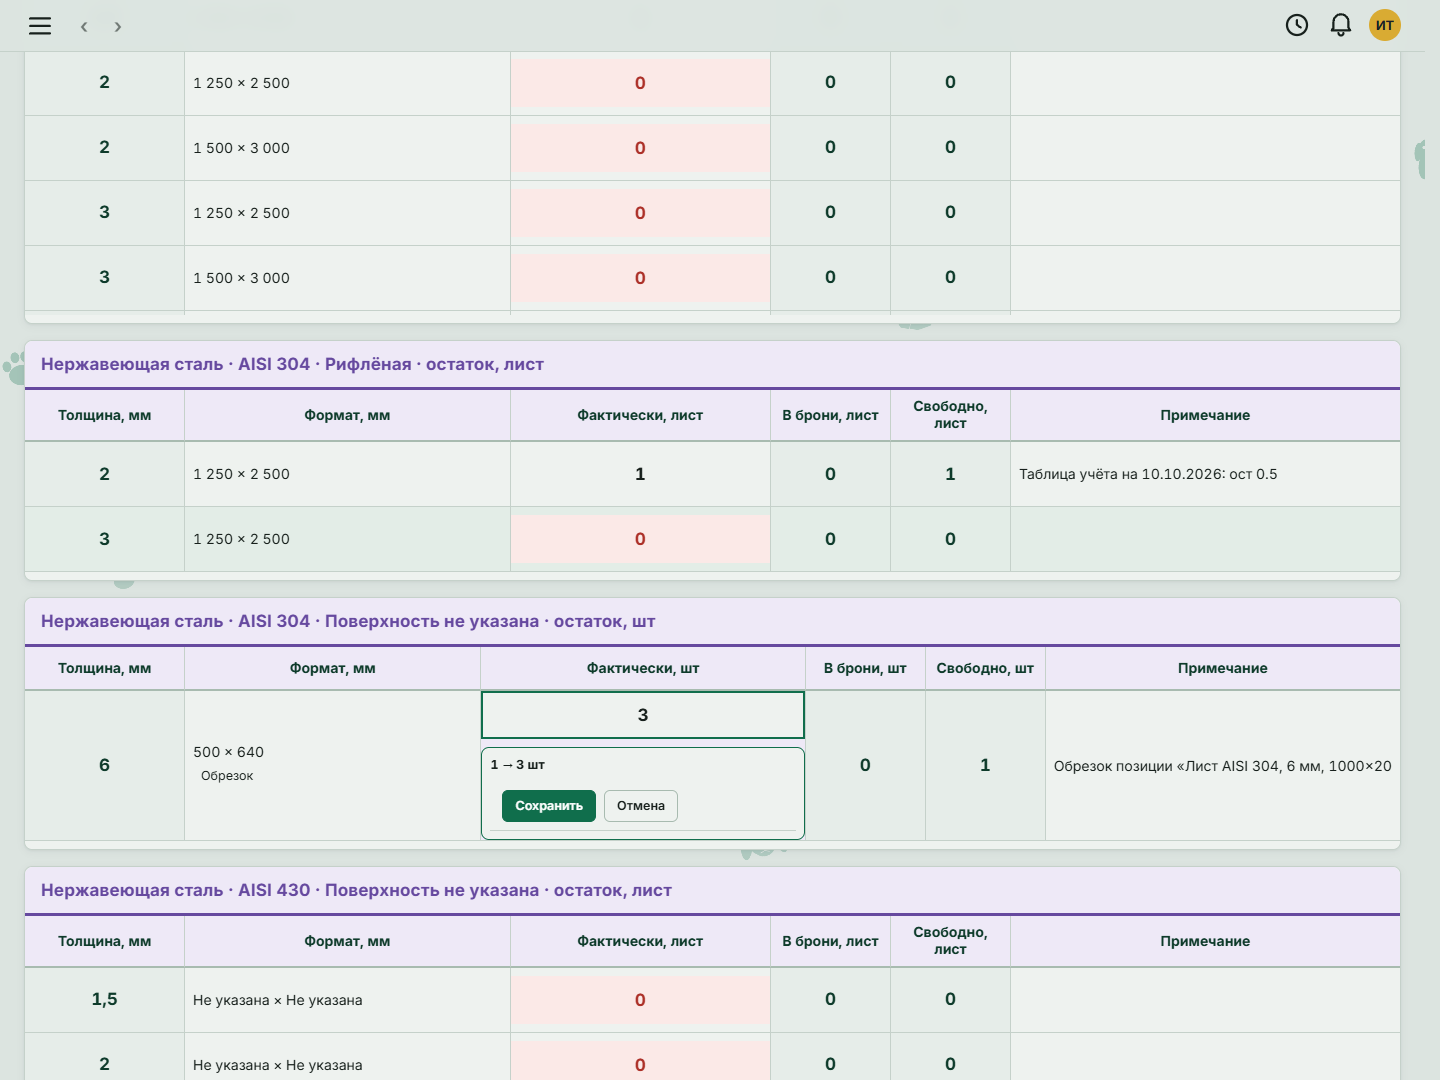 ИТ
2 1 250 × 2 500 0 0 0
2 1 500 × 3 000 0 0 0
3 1 250 × 2 500 0 0 0
3 1 500 × 3 000 0 0 0
Нержавеющая сталь · AISI 304 · Рифлёная · остаток, лист
Толщина, мм Формат, мм Фактически, лист В брони, лист Свободно, лист Примечание
2 1 250 × 2 500 1 0 1 Таблица учёта на 10.10.2026: ост 0.5
3 1 250 × 2 500 0 0 0
Нержавеющая сталь · AISI 304 · Поверхность не указана · остаток, шт
Толщина, мм Формат, мм Фактически, шт В брони, шт Свободно, шт Примечание
3
6 500 × 640 1 → 3 шт 0 1 Обрезок позиции «Лист AISI 304, 6 мм, 1000×20
Обрезок
Сохранить Отмена
Нержавеющая сталь · AISI 430 · Поверхность не указана · остаток, лист
Толщина, мм Формат, мм Фактически, лист В брони, лист Свободно, лист Примечание
1,5 Не указана × Не указана 0 0 0
2 Не указана × Не указана 0 0 0